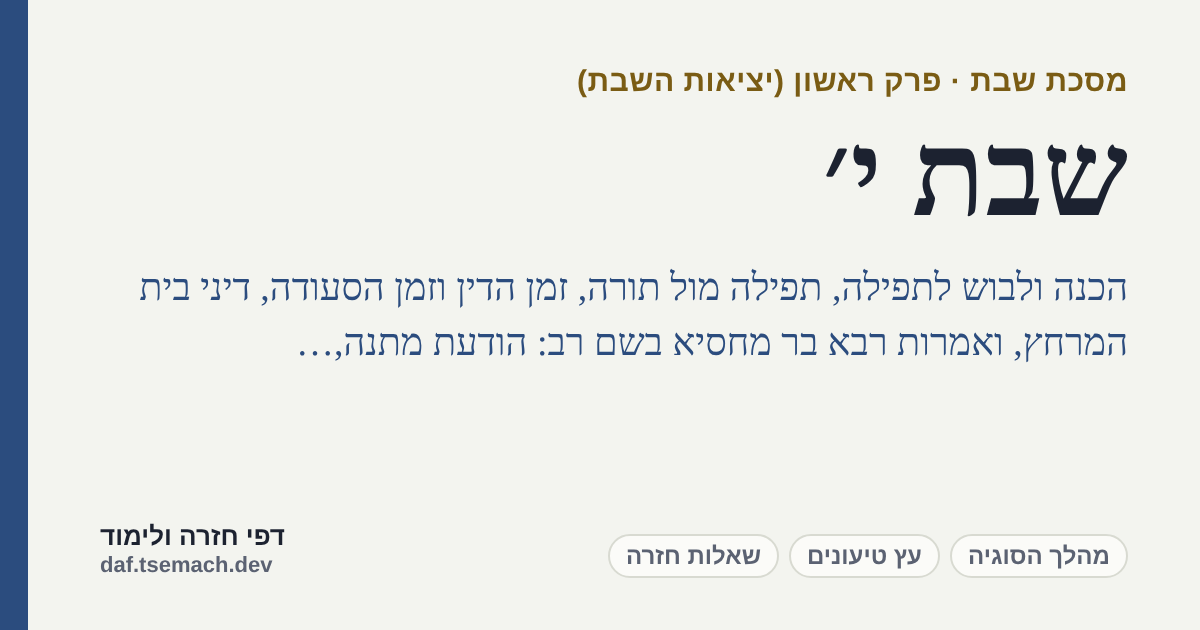 מסכת שבת · פרק ראשון (יציאות השבת)
שבת י׳
הכנה ולבוש לתפילה, תפילה מול תורה, זמן הדין וזמן הסעודה, דיני בית
המרחץ, ואמרות רבא בר מחסיא בשם רב: הודעת מתנה,…
מהלך הסוגיה
עץ טיעונים
שאלות חזרה
דפי חזרה ולימוד
daf.tsemach.dev